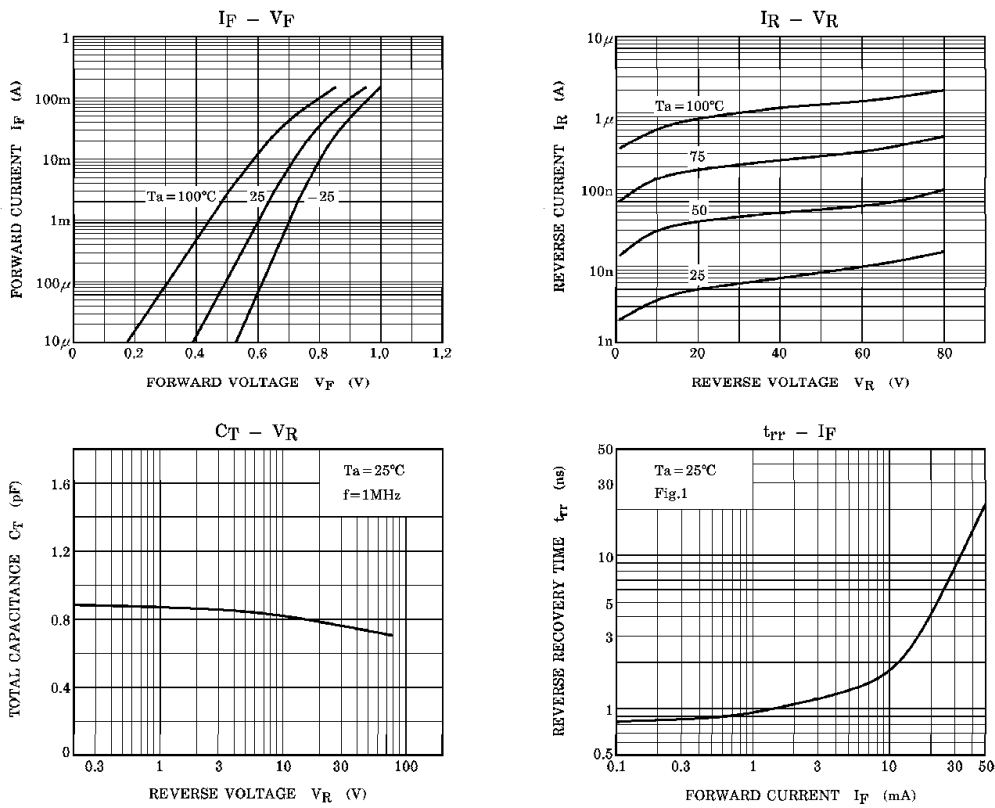 IF – VF
FORWARD CURRENT IF (A)
1
100m
10m
1m
100μ
10μ
Ta=100℃
25
−25
0
0.2
0.4
0.6
0.8
1.0
1.2
FORWARD VOLTAGE VF (V)
IR – VR
REVERSE CURRENT IR (A)
10μ
1μ
100n
10n
1n
Ta=100℃
75
50
25
0
20
40
60
80
REVERSE VOLTAGE VR (V)
CT – VR
TOTAL CAPACITANCE CT (pF)
1.6
1.2
0.8
0.4
0
Ta=25℃
f=1MHz
0.3
1
3
10
30
100
REVERSE VOLTAGE VR (V)
trr – IF
REVERSE RECOVERY TIME trr (ns)
50
30
10
5
3
1
0.5
Ta=25℃
Fig.1
0.1
0.3
1
3
10
30
50
FORWARD CURRENT IF (mA)